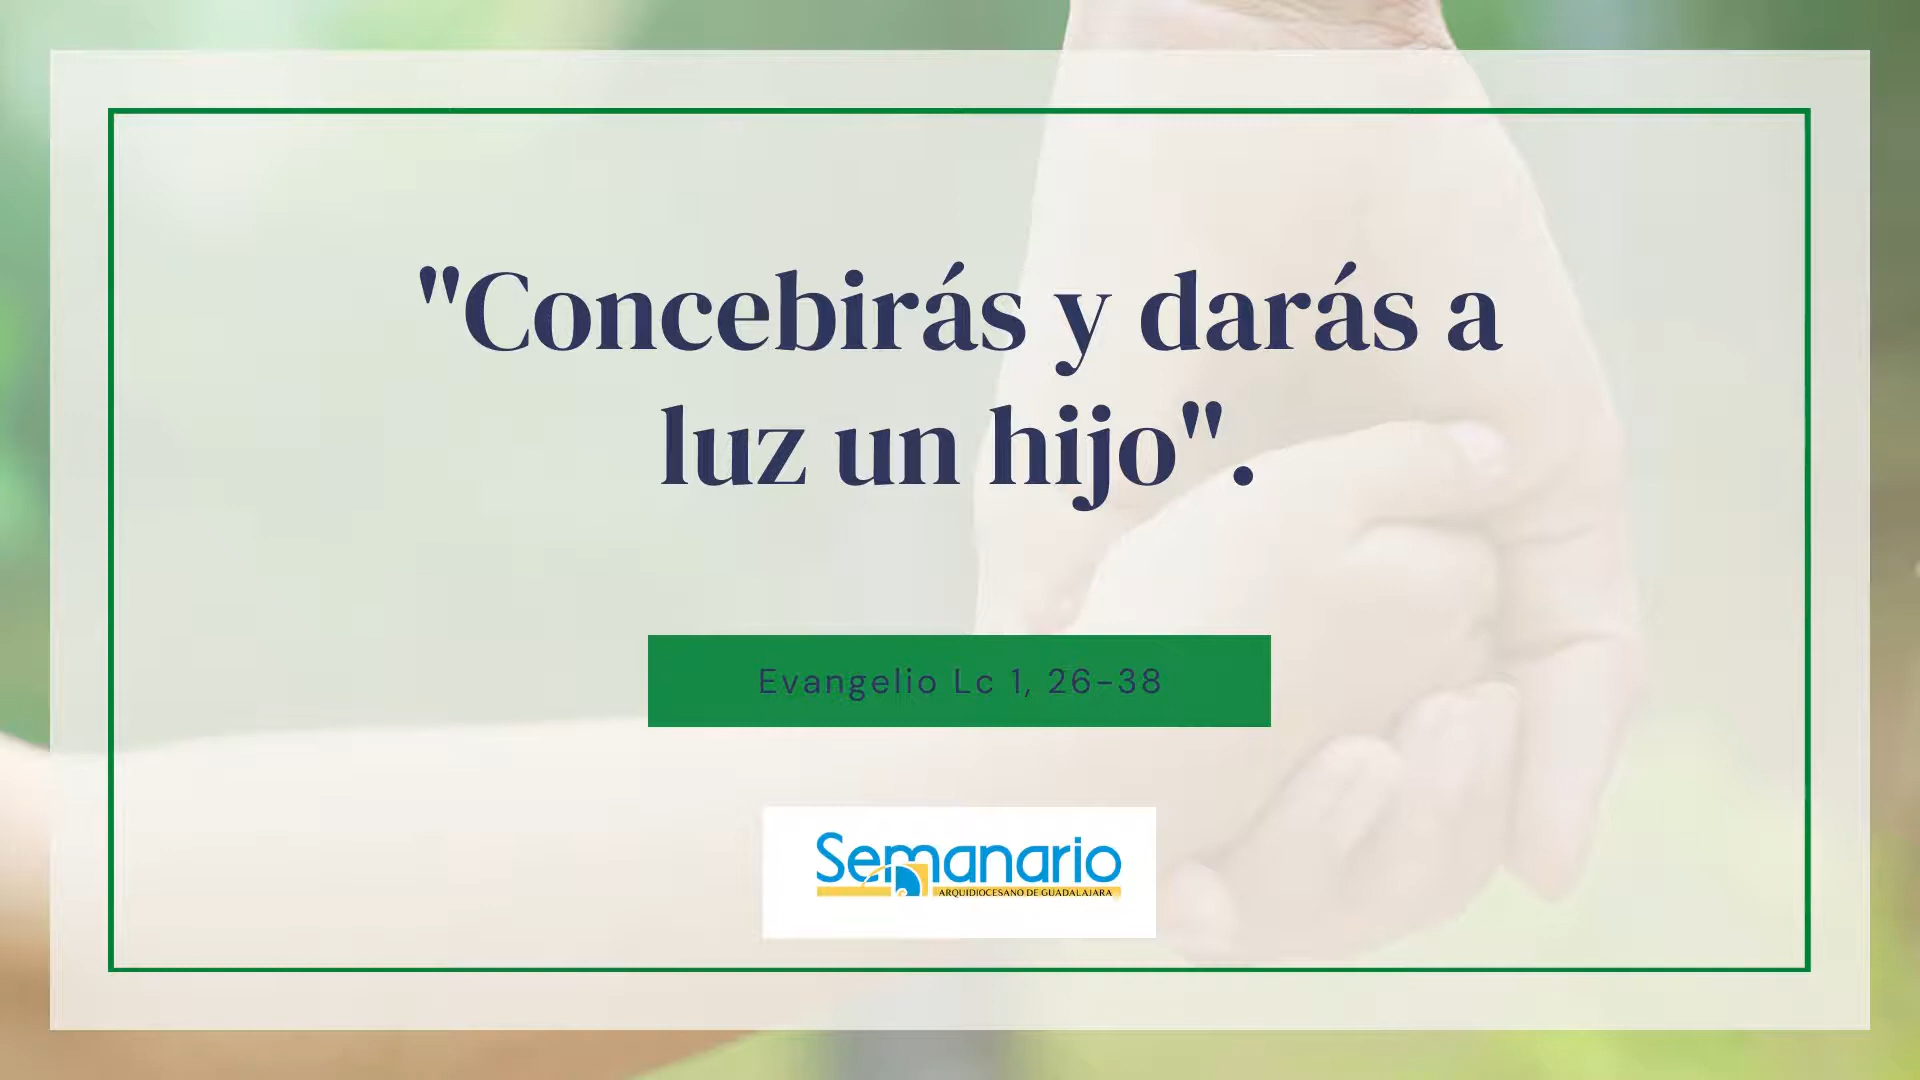 "Concebirás y darás a
luz un hijo".
Evangelio Lc 1, 26-38
Semanario
ARQUIDIOCESANO DE GUADALAJARA